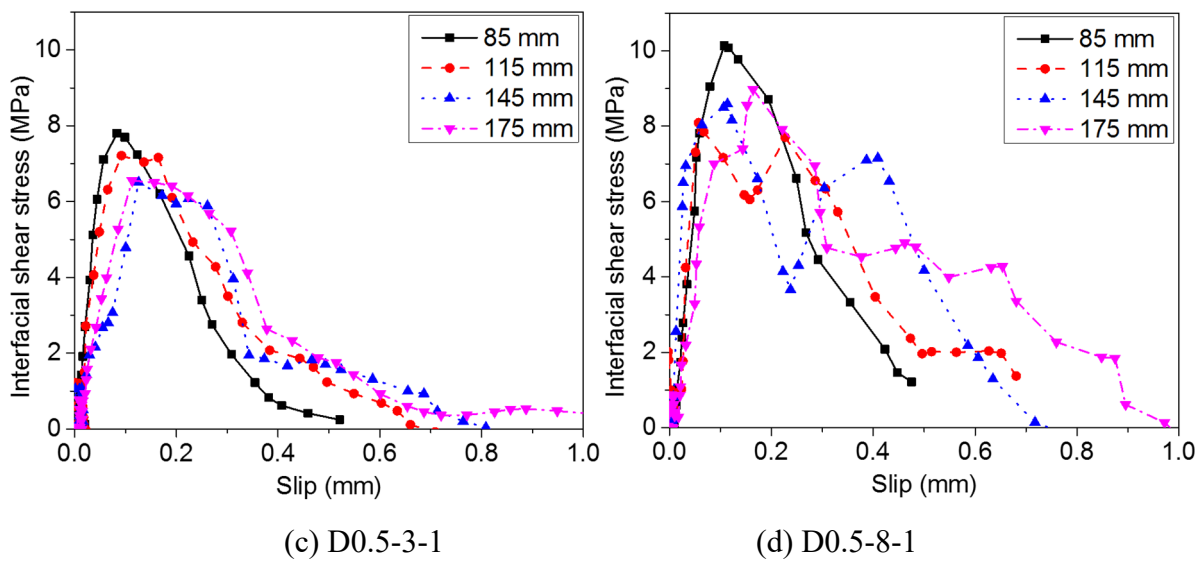 Interfacial shear stress (MPa)
10
8
6
4
2
0
85 mm
115 mm
145 mm
175 mm
0.0 0.2 0.4 0.6 0.8 1.0
Slip (mm)
(c) D0.5-3-1
Interfacial shear stress (MPa)
10
8
6
4
2
0
85 mm
115 mm
145 mm
175 mm
0.0 0.2 0.4 0.6 0.8 1.0
Slip (mm)
(d) D0.5-8-1